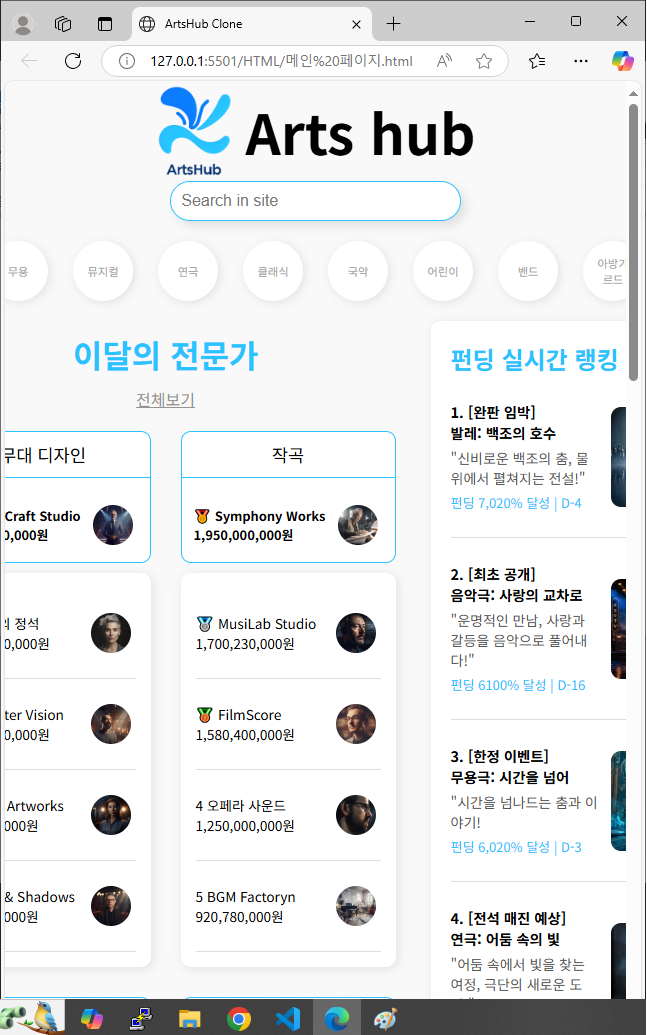 ArtsHub Clone
127.0.0.1:5501/HTML/메인%20페이지.html
ArtsHub
Arts hub
Search in site
무용
뮤지컬
연극
클래식
국악
어린이
밴드
아방가
르드
이달의 전문가
전체보기
무대 디자인
Craft Studio
0,000원
의 정석
0,000원
ter Vision
0,000원
Artworks
000원
& Shadows
000원
작곡
Symphony Works
1,950,000,000원
MusiLab Studio
1,700,230,000원
FilmScore
1,580,400,000원
4 오페라 사운드
1,250,000,000원
5 BGM Factoryn
920,780,000원
펀딩 실시간 랭킹
1. [완판 임박]
발레: 백조의 호수
"신비로운 백조의 춤, 물
위에서 펼쳐지는 전설!"
펀딩 7,020% 달성 | D-4
2. [최초 공개]
음악극: 사랑의 교차로
"운명적인 만남, 사랑과
갈등을 음악으로 풀어내
다!"
펀딩 6100% 달성 | D-16
3. [한정 이벤트]
무용극: 시간을 넘어
"시간을 넘나드는 춤과 이
야기!
펀딩 6,020% 달성 | D-3
4. [전석 매진 예상]
연극: 어둠 속의 빛
"어둠 속에서 빛을 찾는
여정, 극단의 새로운 도